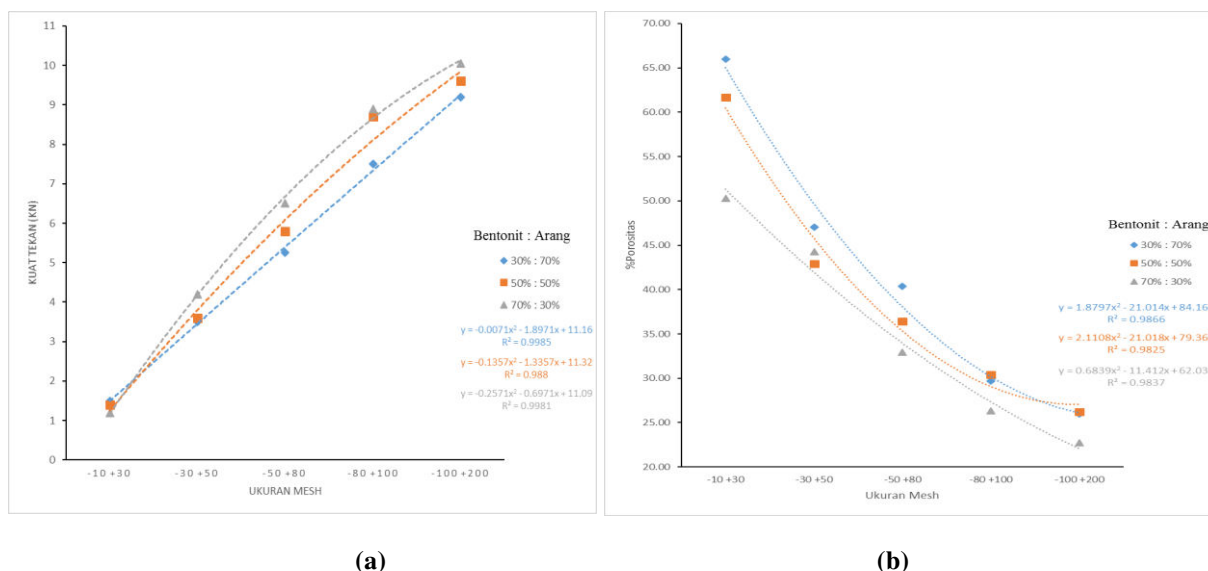 11
10
9
8
7
6
5
4
3
2
1
0
KUAT TEKAN (KN)
-10 +30 -30 +50 -50 +80 -80 +100 -100 +200
UKURAN MESH
Bentonit : Arang
30% : 70%
50% : 50%
70% : 30%
y = -0.0071x² - 1.8971x + 11.16
R² = 0.9985
y = -0.1357x² - 1.3357x + 11.32
R² = 0.988
y = -0.2571x² - 0.6971x + 11.09
R² = 0.9981
(a)
70.00
65.00
60.00
55.00
50.00
45.00
40.00
35.00
30.00
25.00
20.00
%Porositas
-10 +30 -30 +50 -50 +80 -80 +100 -100 +200
Ukuran Mesh
Bentonit : Arang
30% : 70%
50% : 50%
70% : 30%
y = 1.8797x² - 21.014x + 84.16
R² = 0.9866
y = 2.1108x² - 21.018x + 79.36
R² = 0.9825
y = 0.6839x² - 11.412x + 62.03
R² = 0.9837
(b)